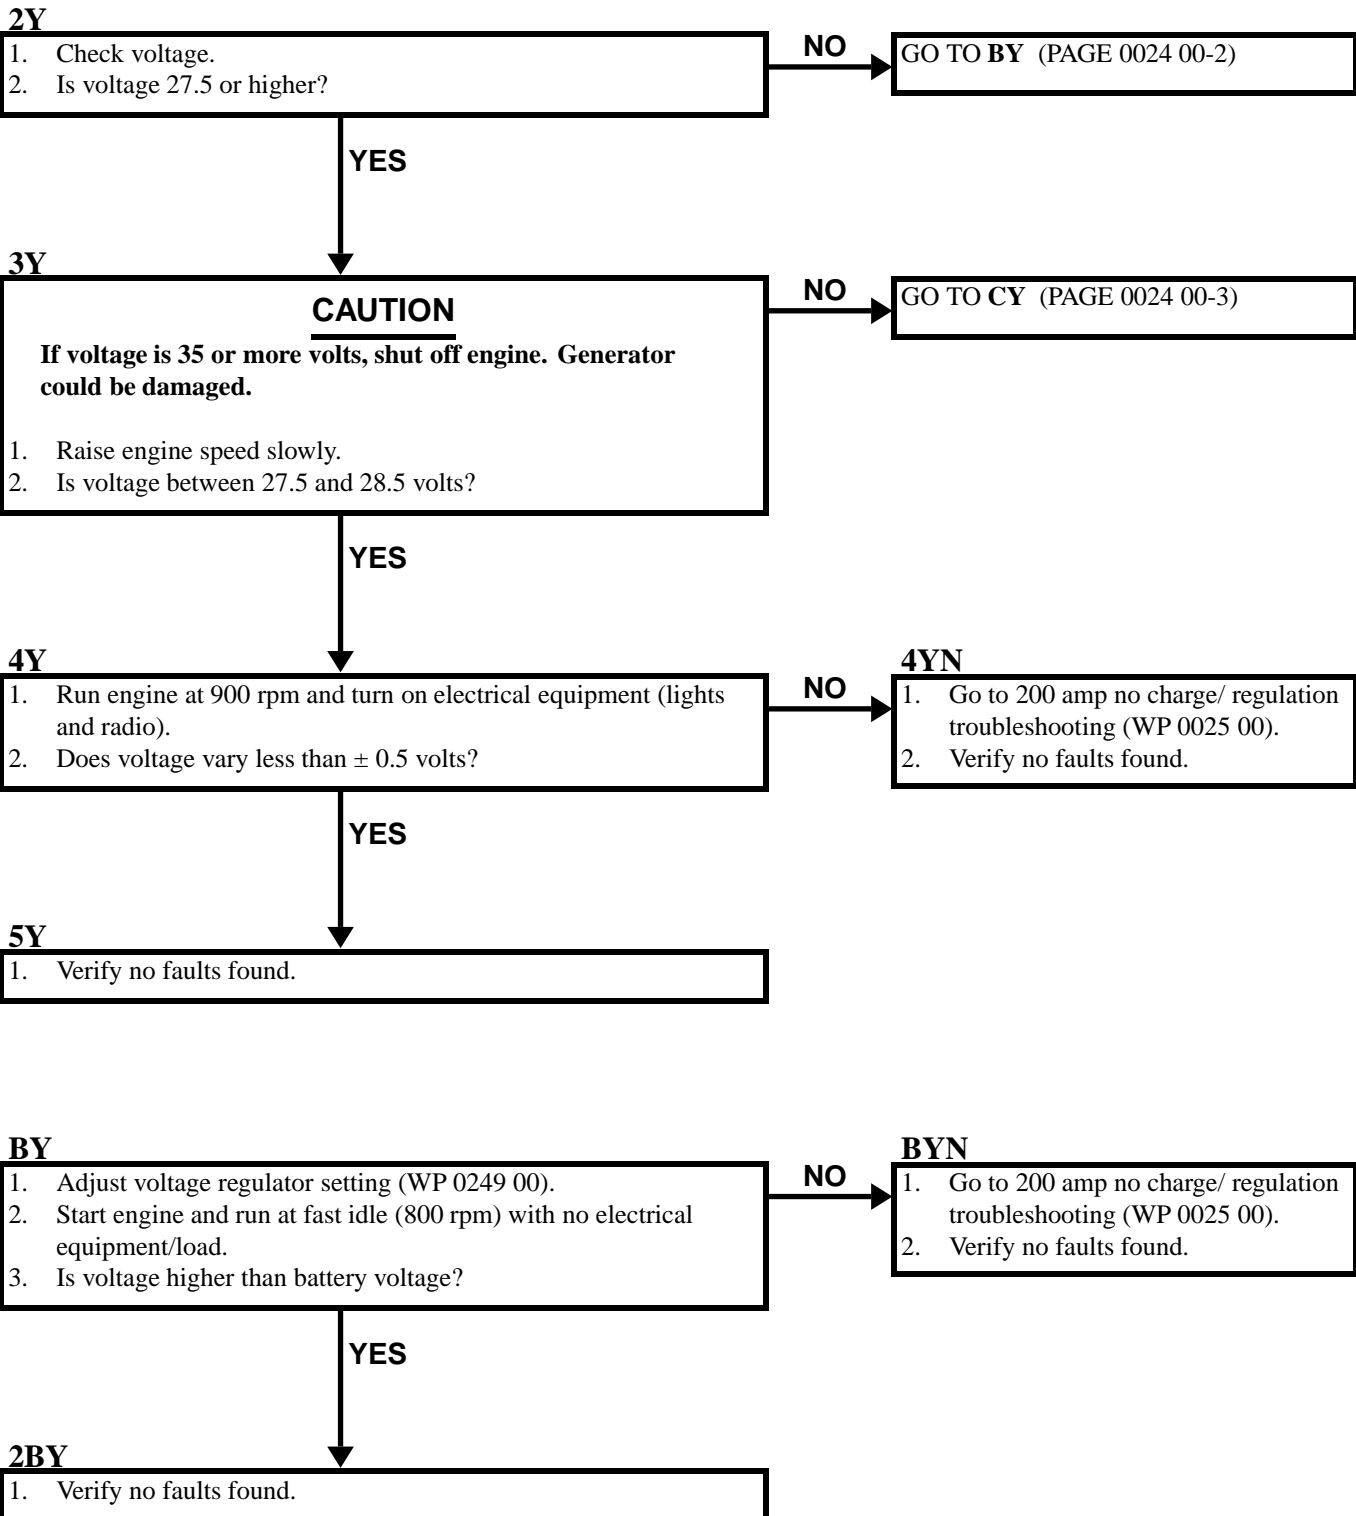 2Y
1. Check voltage.
2. Is voltage 27.5 or higher?
NO
GO TO BY (PAGE 0024 00-2)
YES
3Y
CAUTION
If voltage is 35 or more volts, shut off engine. Generator
could be damaged.
1. Raise engine speed slowly.
2. Is voltage between 27.5 and 28.5 volts?
NO
GO TO CY (PAGE 0024 00-3)
YES
4Y
1. Run engine at 900 rpm and turn on electrical equipment (lights
and radio).
2. Does voltage vary less than ± 0.5 volts?
NO
4YN
1. Go to 200 amp no charge/ regulation
troubleshooting (WP 0025 00).
2. Verify no faults found.
YES
5Y
1. Verify no faults found.
BY
1. Adjust voltage regulator setting (WP 0249 00).
2. Start engine and run at fast idle (800 rpm) with no electrical
equipment/load.
3. Is voltage higher than battery voltage?
NO
BYN
1. Go to 200 amp no charge/ regulation
troubleshooting (WP 0025 00).
2. Verify no faults found.
YES
2BY
1. Verify no faults found.